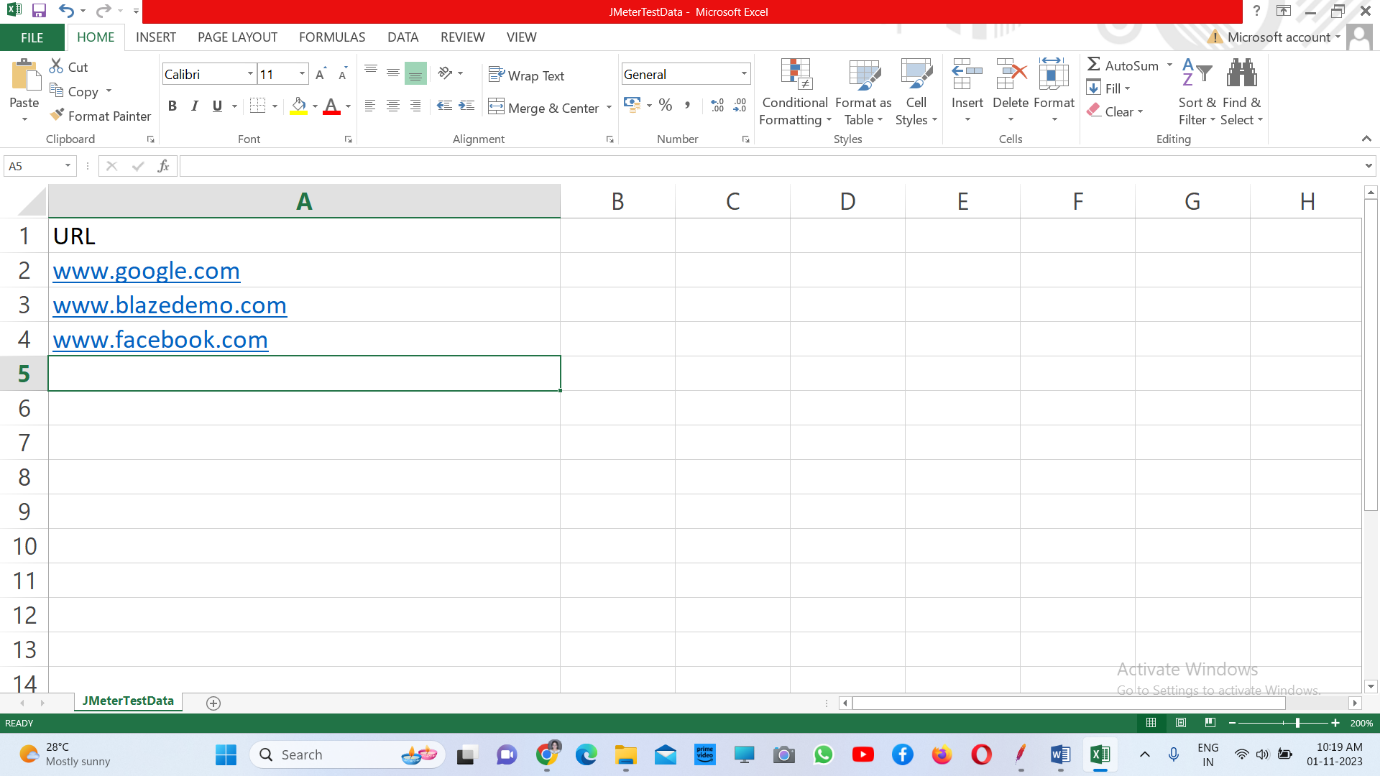 JMeterTestData - Microsoft Excel
?
FILE HOME INSERT PAGE LAYOUT FORMULAS DATA REVIEW VIEW Microsoft account
Paste
Cut
Copy
Format Painter
Clipboard
Calibri 11
B I U A
Font
Wrap Text
Merge & Center
Alignment
General
% ,
Number
Conditional Formatting
Format as Table
Cell Styles
Styles
Insert Delete Format
Cells
AutoSum
Fill
Clear
Sort & Filter
Find & Select
Editing
A5 fx
A B C D E F G H
1 URL
2 www.google.com
3 www.blazedemo.com
4 www.facebook.com
5
6
7
8
9
10
11
12
13
14
Activate Windows
Go to Settings to activate Windows.
JMeterTestData
READY 200%
28°C
Mostly sunny
Search
prime video
ENG
IN
10:19 AM
01-11-2023